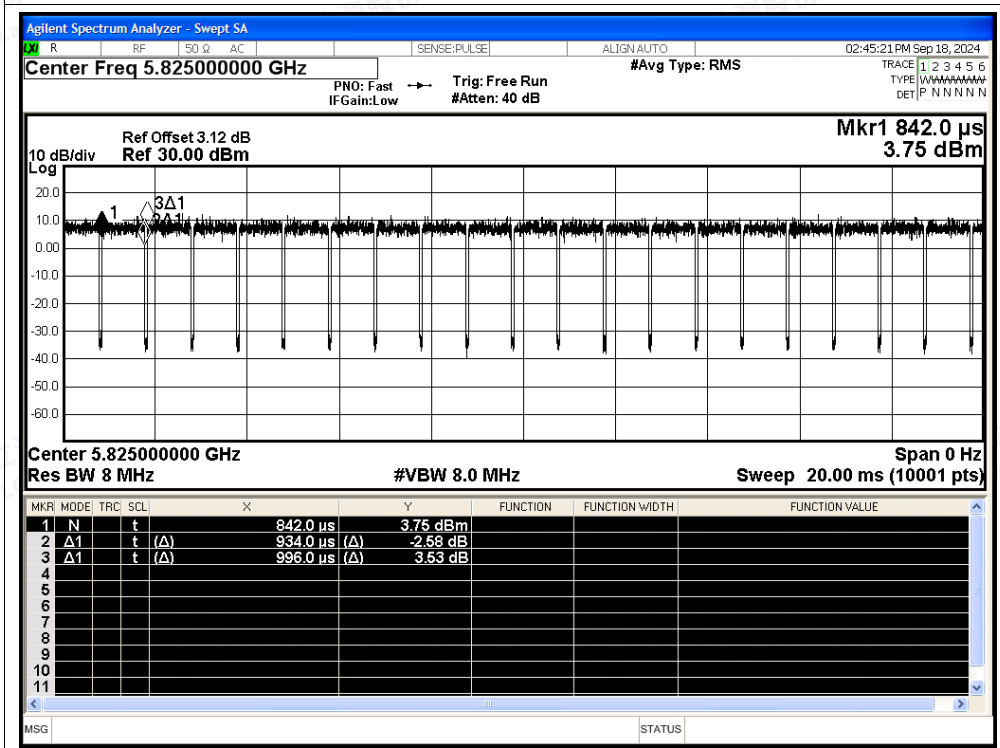 Agilent Spectrum Analyzer - Swept SA
LXI R RF 50 Ω AC SENSE:PULSE ALIGN AUTO 02:45:21 PM Sep 18, 2024
Center Freq 5.825000000 GHz #Avg Type: RMS TRACE 1 2 3 4 5 6
PNO: Fast Trig: Free Run TYPE WWWWWW
IFGain:Low #Atten: 40 dB DET P N N N N N
Mkr1 842.0 µs
Ref Offset 3.12 dB
10 dB/div Ref 30.00 dBm 3.75 dBm
Log
20.0
1 3Δ1
10.0 2Δ1
0.00
-10.0
-20.0
-30.0
-40.0
-50.0
-60.0
Center 5.825000000 GHz Span 0 Hz
Res BW 8 MHz #VBW 8.0 MHz Sweep 20.00 ms (10001 pts)
MKR MODE TRC SCL X Y FUNCTION FUNCTION WIDTH FUNCTION VALUE
1 N t 842.0 µs 3.75 dBm
2 Δ1 t (Δ) 934.0 µs (Δ) -2.58 dB
3 Δ1 t (Δ) 996.0 µs (Δ) 3.53 dB
4
5
6
7
8
9
10
11
MSG STATUS